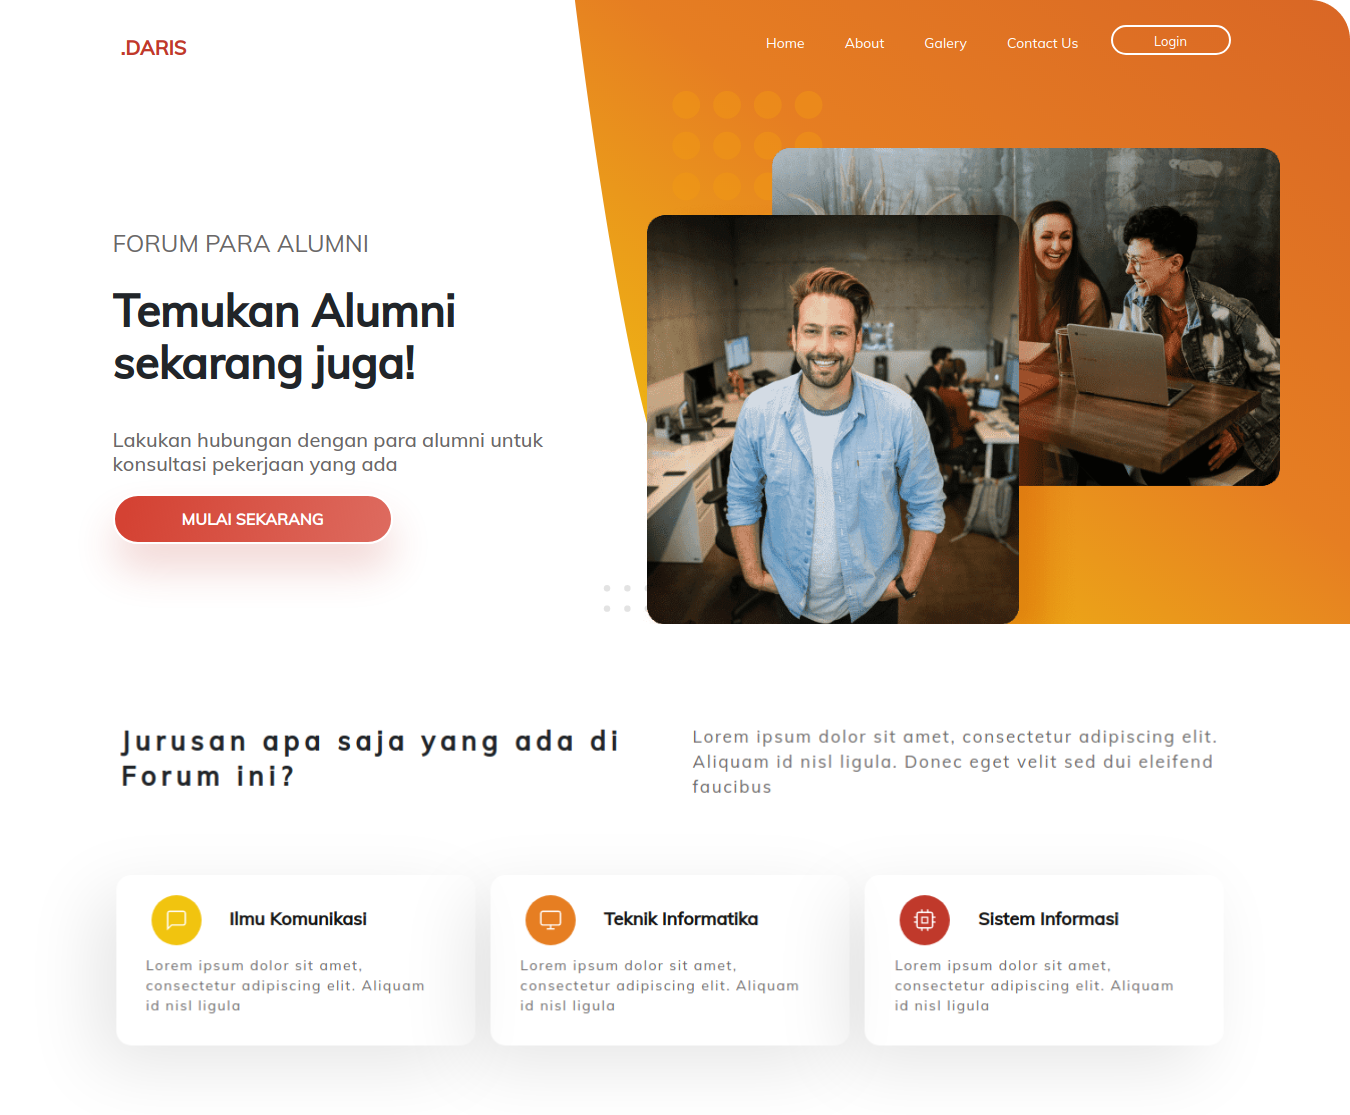 .DARIS
Home
About
Galery
Contact Us
Login
FORUM PARA ALUMNI
Temukan Alumni
sekarang juga!
Lakukan hubungan dengan para alumni untuk
konsultasi pekerjaan yang ada
MULAI SEKARANG
Jurusan apa saja yang ada di
Forum ini?
Lorem ipsum dolor sit amet, consectetur adipiscing elit.
Aliquam id nisl ligula. Donec eget velit sed dui eleifend
faucibus
Ilmu Komunikasi
Lorem ipsum dolor sit amet,
consectetur adipiscing elit. Aliquam
id nisl ligula
Teknik Informatika
Lorem ipsum dolor sit amet,
consectetur adipiscing elit. Aliquam
id nisl ligula
Sistem Informasi
Lorem ipsum dolor sit amet,
consectetur adipiscing elit. Aliquam
id nisl ligula